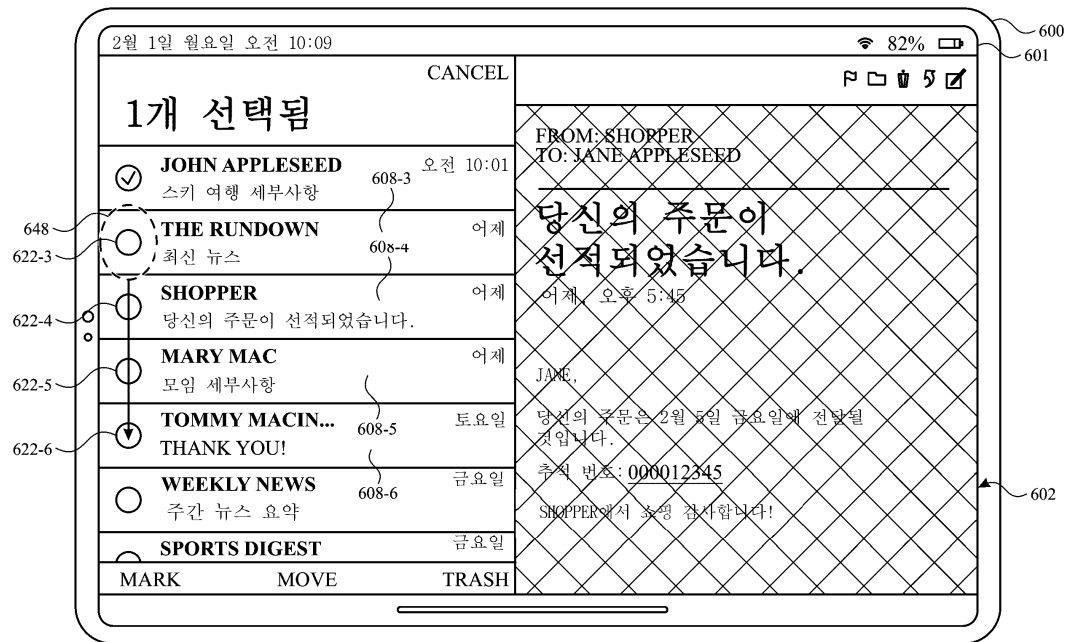 2월 1일 월요일 오전 10:09
82%
600
601
CANCEL
1개 선택됨
FROM: SHOPPER
TO: JANE APPLESEED
JOHN APPLESEED
오전 10:01
스키 여행 세부사항
608-3
648
THE RUNDOWN
어제
622-3
최신 뉴스
608-4
당신의 주문이
선적되었습니다.
어제, 오후 5:45
SHOPPER
어제
622-4
당신의 주문이 선적되었습니다.
MARY MAC
어제
622-5
모임 세부사항
JANE,
TOMMY MACIN...
608-5
토요일
622-6
THANK YOU!
당신의 주문은 2월 5일 금요일에 전달될
것입니다.
추적 번호: 000012345
WEEKLY NEWS
608-6
금요일
주간 뉴스 요약
602
SHOPPER에서 쇼핑 감사합니다!
SPORTS DIGEST
금요일
MARK
MOVE
TRASH